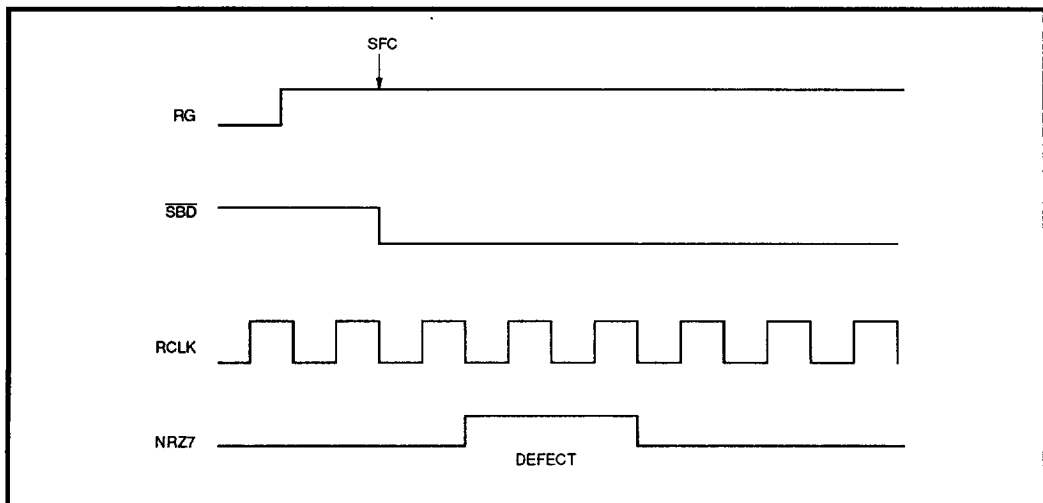 SFC
RG
SBD
RCLK
NRZ7
DEFECT